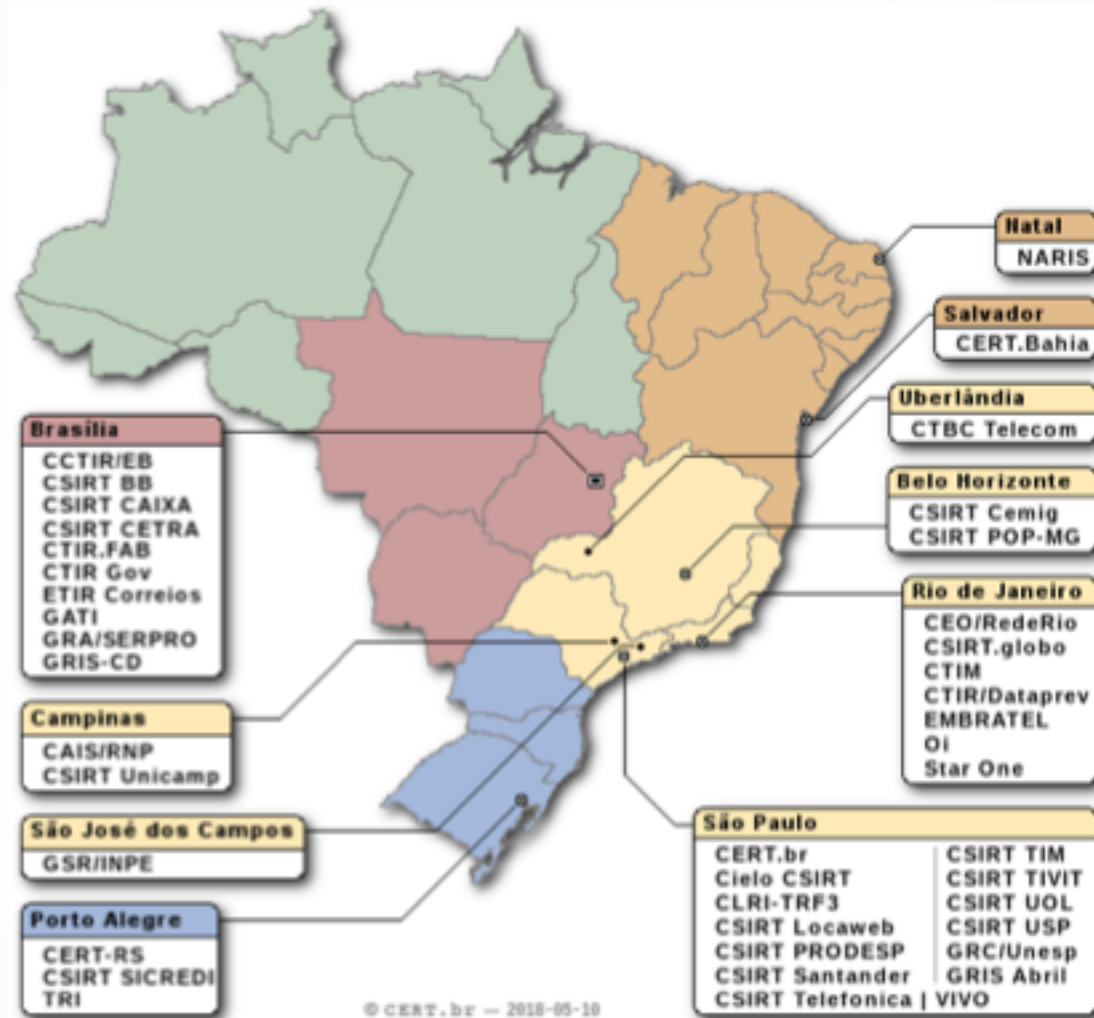 Natal
NARIS
Salvador
CERT.Bahia
Uberlândia
CTBC Telecom
Brasília
CCTIR/EB
CSIRT BB
CSIRT CAIXA
CSIRT CETRA
CTIR.FAB
CTIR Gov
ETIR Correios
GATI
GRA/SERPRO
GRIS-CD
Belo Horizonte
CSIRT Cemig
CSIRT POP-MG
Rio de Janeiro
CEO/RedeRio
CSIRT.globo
CTIM
CTIR/Dataprev
EMBRATEL
Oi
Star One
Campinas
CAIS/RNP
CSIRT Unicamp
São José dos Campos
GSR/INPE
São Paulo
CERT.br
Cielo CSIRT
CLRI-TRF3
CSIRT Locaweb
CSIRT PRODESP
CSIRT Santander
CSIRT Telefonica | VIVO
CSIRT TIM
CSIRT TIVIT
CSIRT UOL
CSIRT USP
GRC/Unesp
GRIS Abril
Porto Alegre
CERT-RS
CSIRT SICREDI
TRI
© CERT.br — 2018-05-10